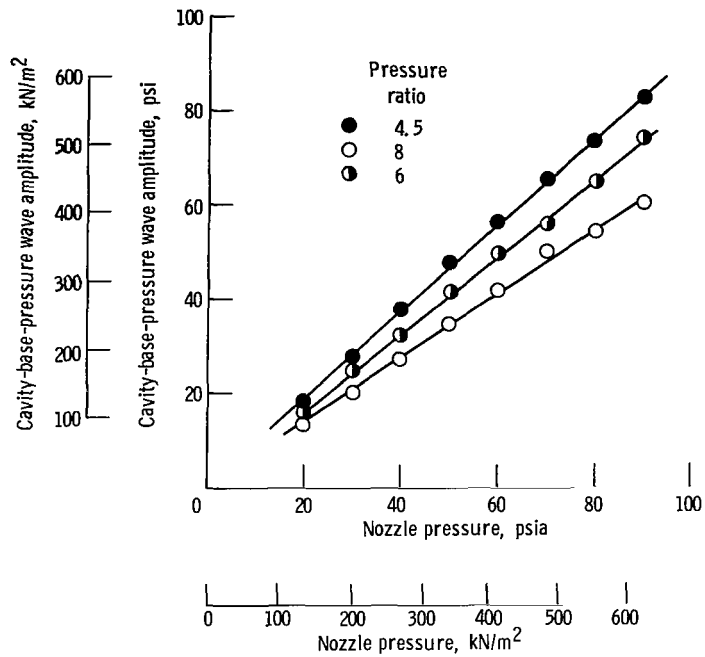 100
600
500
400
300
200
100
Cavity-base-pressure wave amplitude, kN/m²
80
60
40
20
0
Cavity-base-pressure wave amplitude, psi
Pressure
ratio
4.5
8
6
0 20 40 60 80 100
Nozzle pressure, psia
0 100 200 300 400 500 600
Nozzle pressure, kN/m²